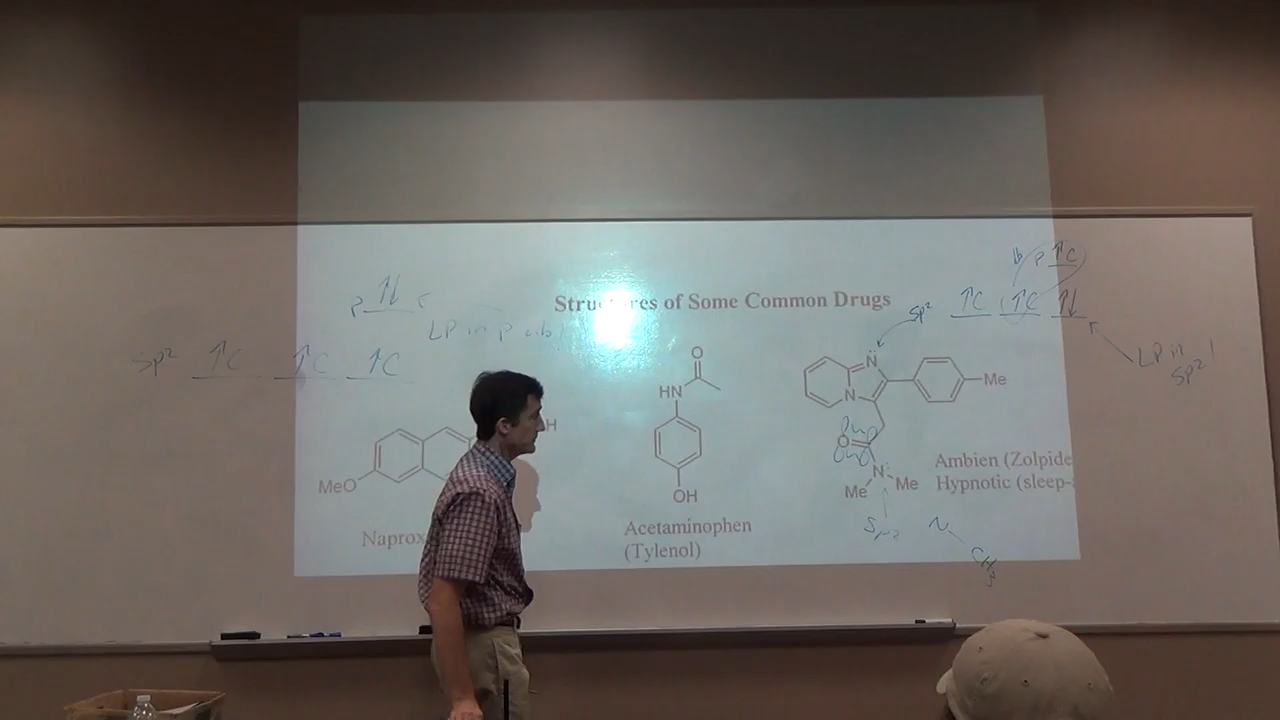 Structures of Some Common Drugs
p ↑↓
LP in p orb!
sp² ↑ ↑ ↑
p ↑
sp² ↑ ↑ ↑↓
LP in
sp²!
MeO
H
Naprox
O
HN
OH
Acetaminophen
(Tylenol)
N
N
Me
O
N:
Me
Me
Ambien (Zolpide
Hypnotic (sleep-
Sp²
N
CH₃